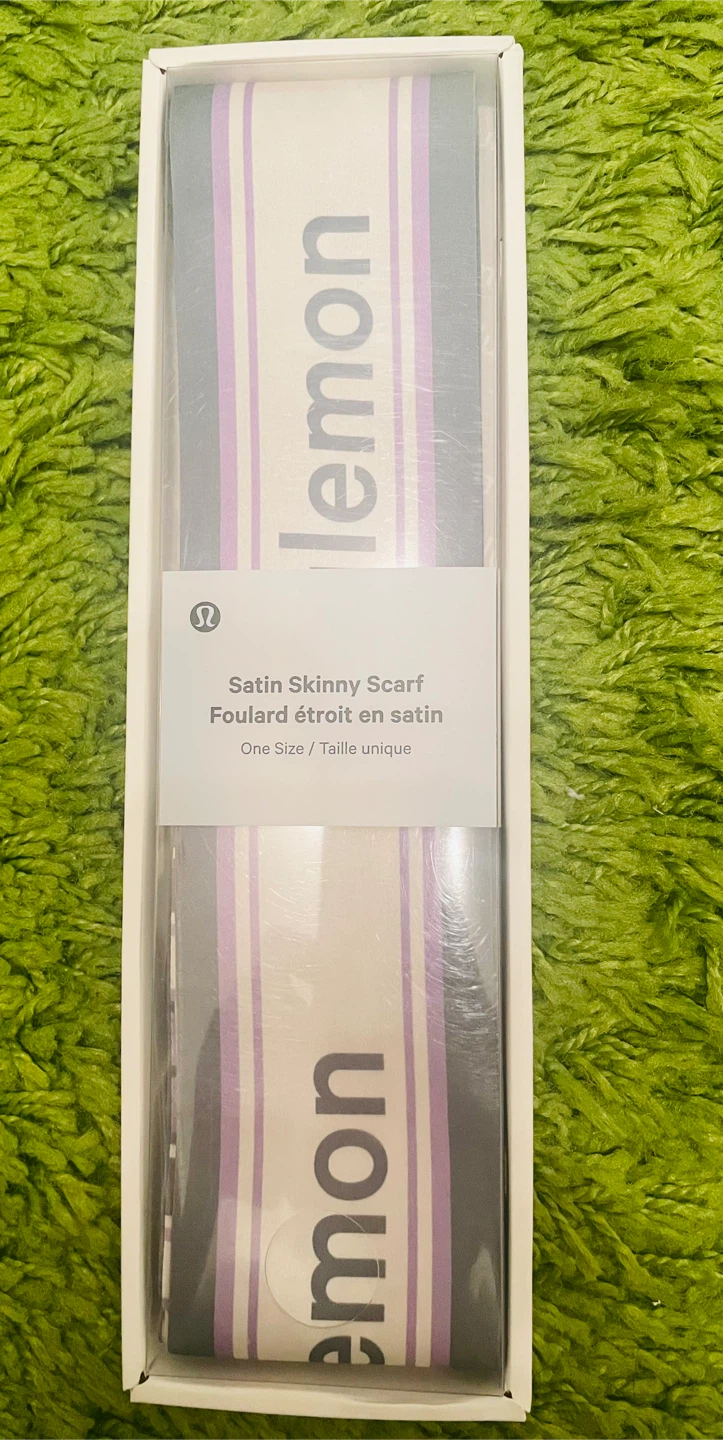 lemon
Satin Skinny Scarf
Foulard étroit en satin
One Size / Taille unique
emon